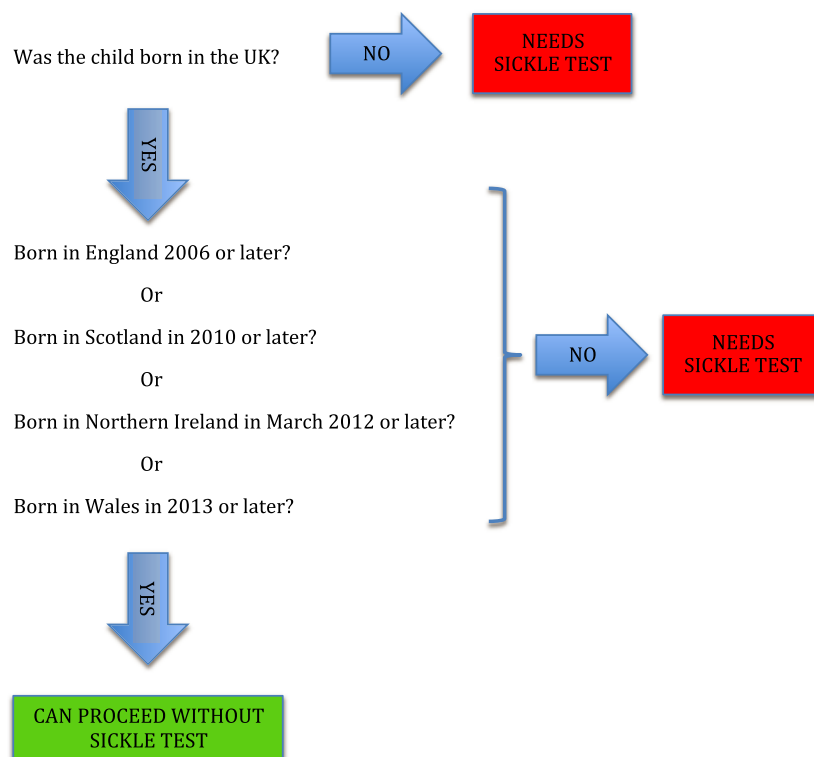 Was the child born in the UK?
NO
NEEDS
SICKLE TEST
YES
Born in England 2006 or later?
Or
Born in Scotland in 2010 or later?
Or
Born in Northern Ireland in March 2012 or later?
Or
Born in Wales in 2013 or later?
NO
NEEDS
SICKLE TEST
YES
CAN PROCEED WITHOUT
SICKLE TEST